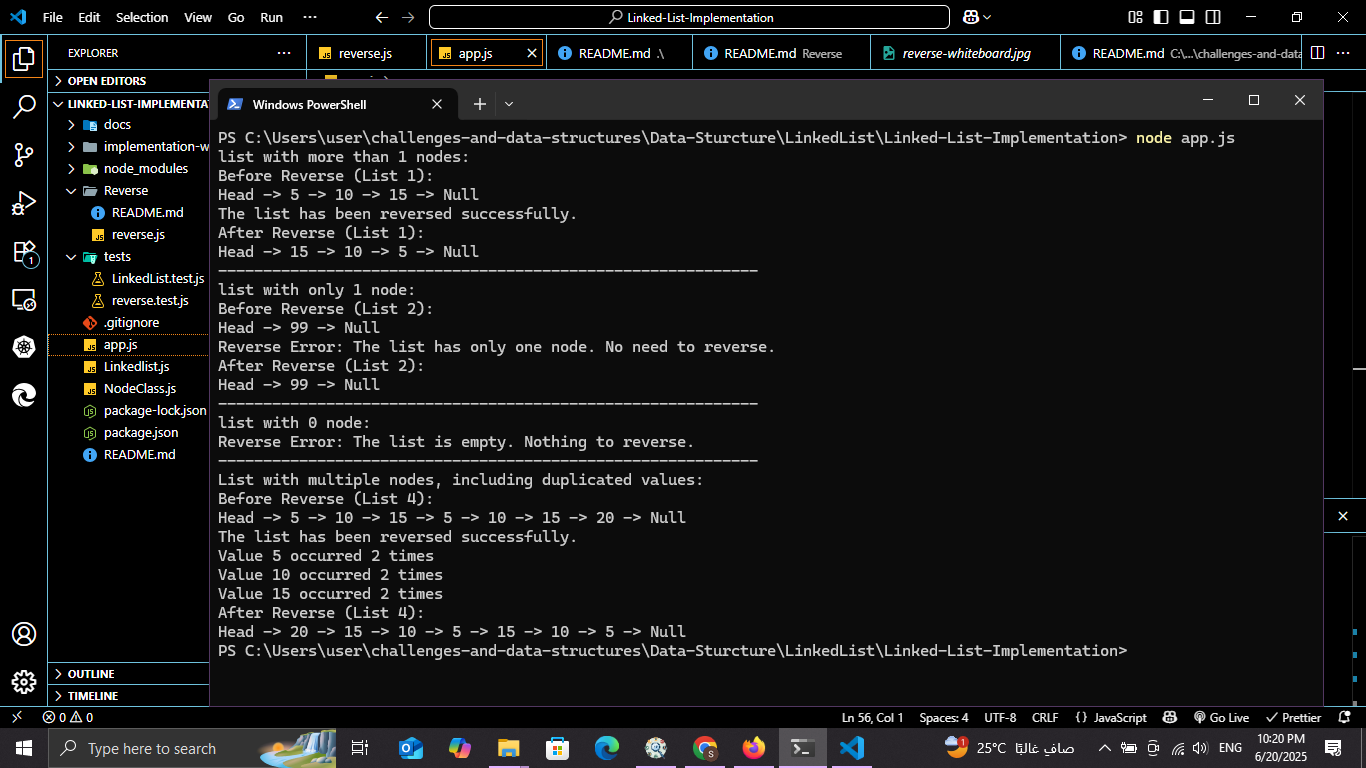 File Edit Selection View Go Run ··· Linked-List-Implementation
EXPLORER ···
reverse.js
app.js
README.md .\
README.md Reverse
reverse-whiteboard.jpg
README.md C:\...\challenges-and-data
OPEN EDITORS
LINKED-LIST-IMPLEMENTA
docs
implementation-w
node_modules
Reverse
README.md
reverse.js
tests
LinkedList.test.js
reverse.test.js
.gitignore
app.js
Linkedlist.js
NodeClass.js
package-lock.json
package.json
README.md
OUTLINE
TIMELINE
1
Windows PowerShell
PS C:\Users\user\challenges-and-data-structures\Data-Sturcture\LinkedList\Linked-List-Implementation> node app.js
list with more than 1 nodes:
Before Reverse (List 1):
Head -> 5 -> 10 -> 15 -> Null
The list has been reversed successfully.
After Reverse (List 1):
Head -> 15 -> 10 -> 5 -> Null
------------------------------------------------------------
list with only 1 node:
Before Reverse (List 2):
Head -> 99 -> Null
Reverse Error: The list has only one node. No need to reverse.
After Reverse (List 2):
Head -> 99 -> Null
------------------------------------------------------------
list with 0 node:
Reverse Error: The list is empty. Nothing to reverse.
------------------------------------------------------------
List with multiple nodes, including duplicated values:
Before Reverse (List 4):
Head -> 5 -> 10 -> 15 -> 5 -> 10 -> 15 -> 20 -> Null
The list has been reversed successfully.
Value 5 occurred 2 times
Value 10 occurred 2 times
Value 15 occurred 2 times
After Reverse (List 4):
Head -> 20 -> 15 -> 10 -> 5 -> 15 -> 10 -> 5 -> Null
PS C:\Users\user\challenges-and-data-structures\Data-Sturcture\LinkedList\Linked-List-Implementation>
0 0 Ln 56, Col 1 Spaces: 4 UTF-8 CRLF {} JavaScript Go Live Prettier
Type here to search
1 25°C صافٍ غالبًا ENG
10:20 PM
6/20/2025